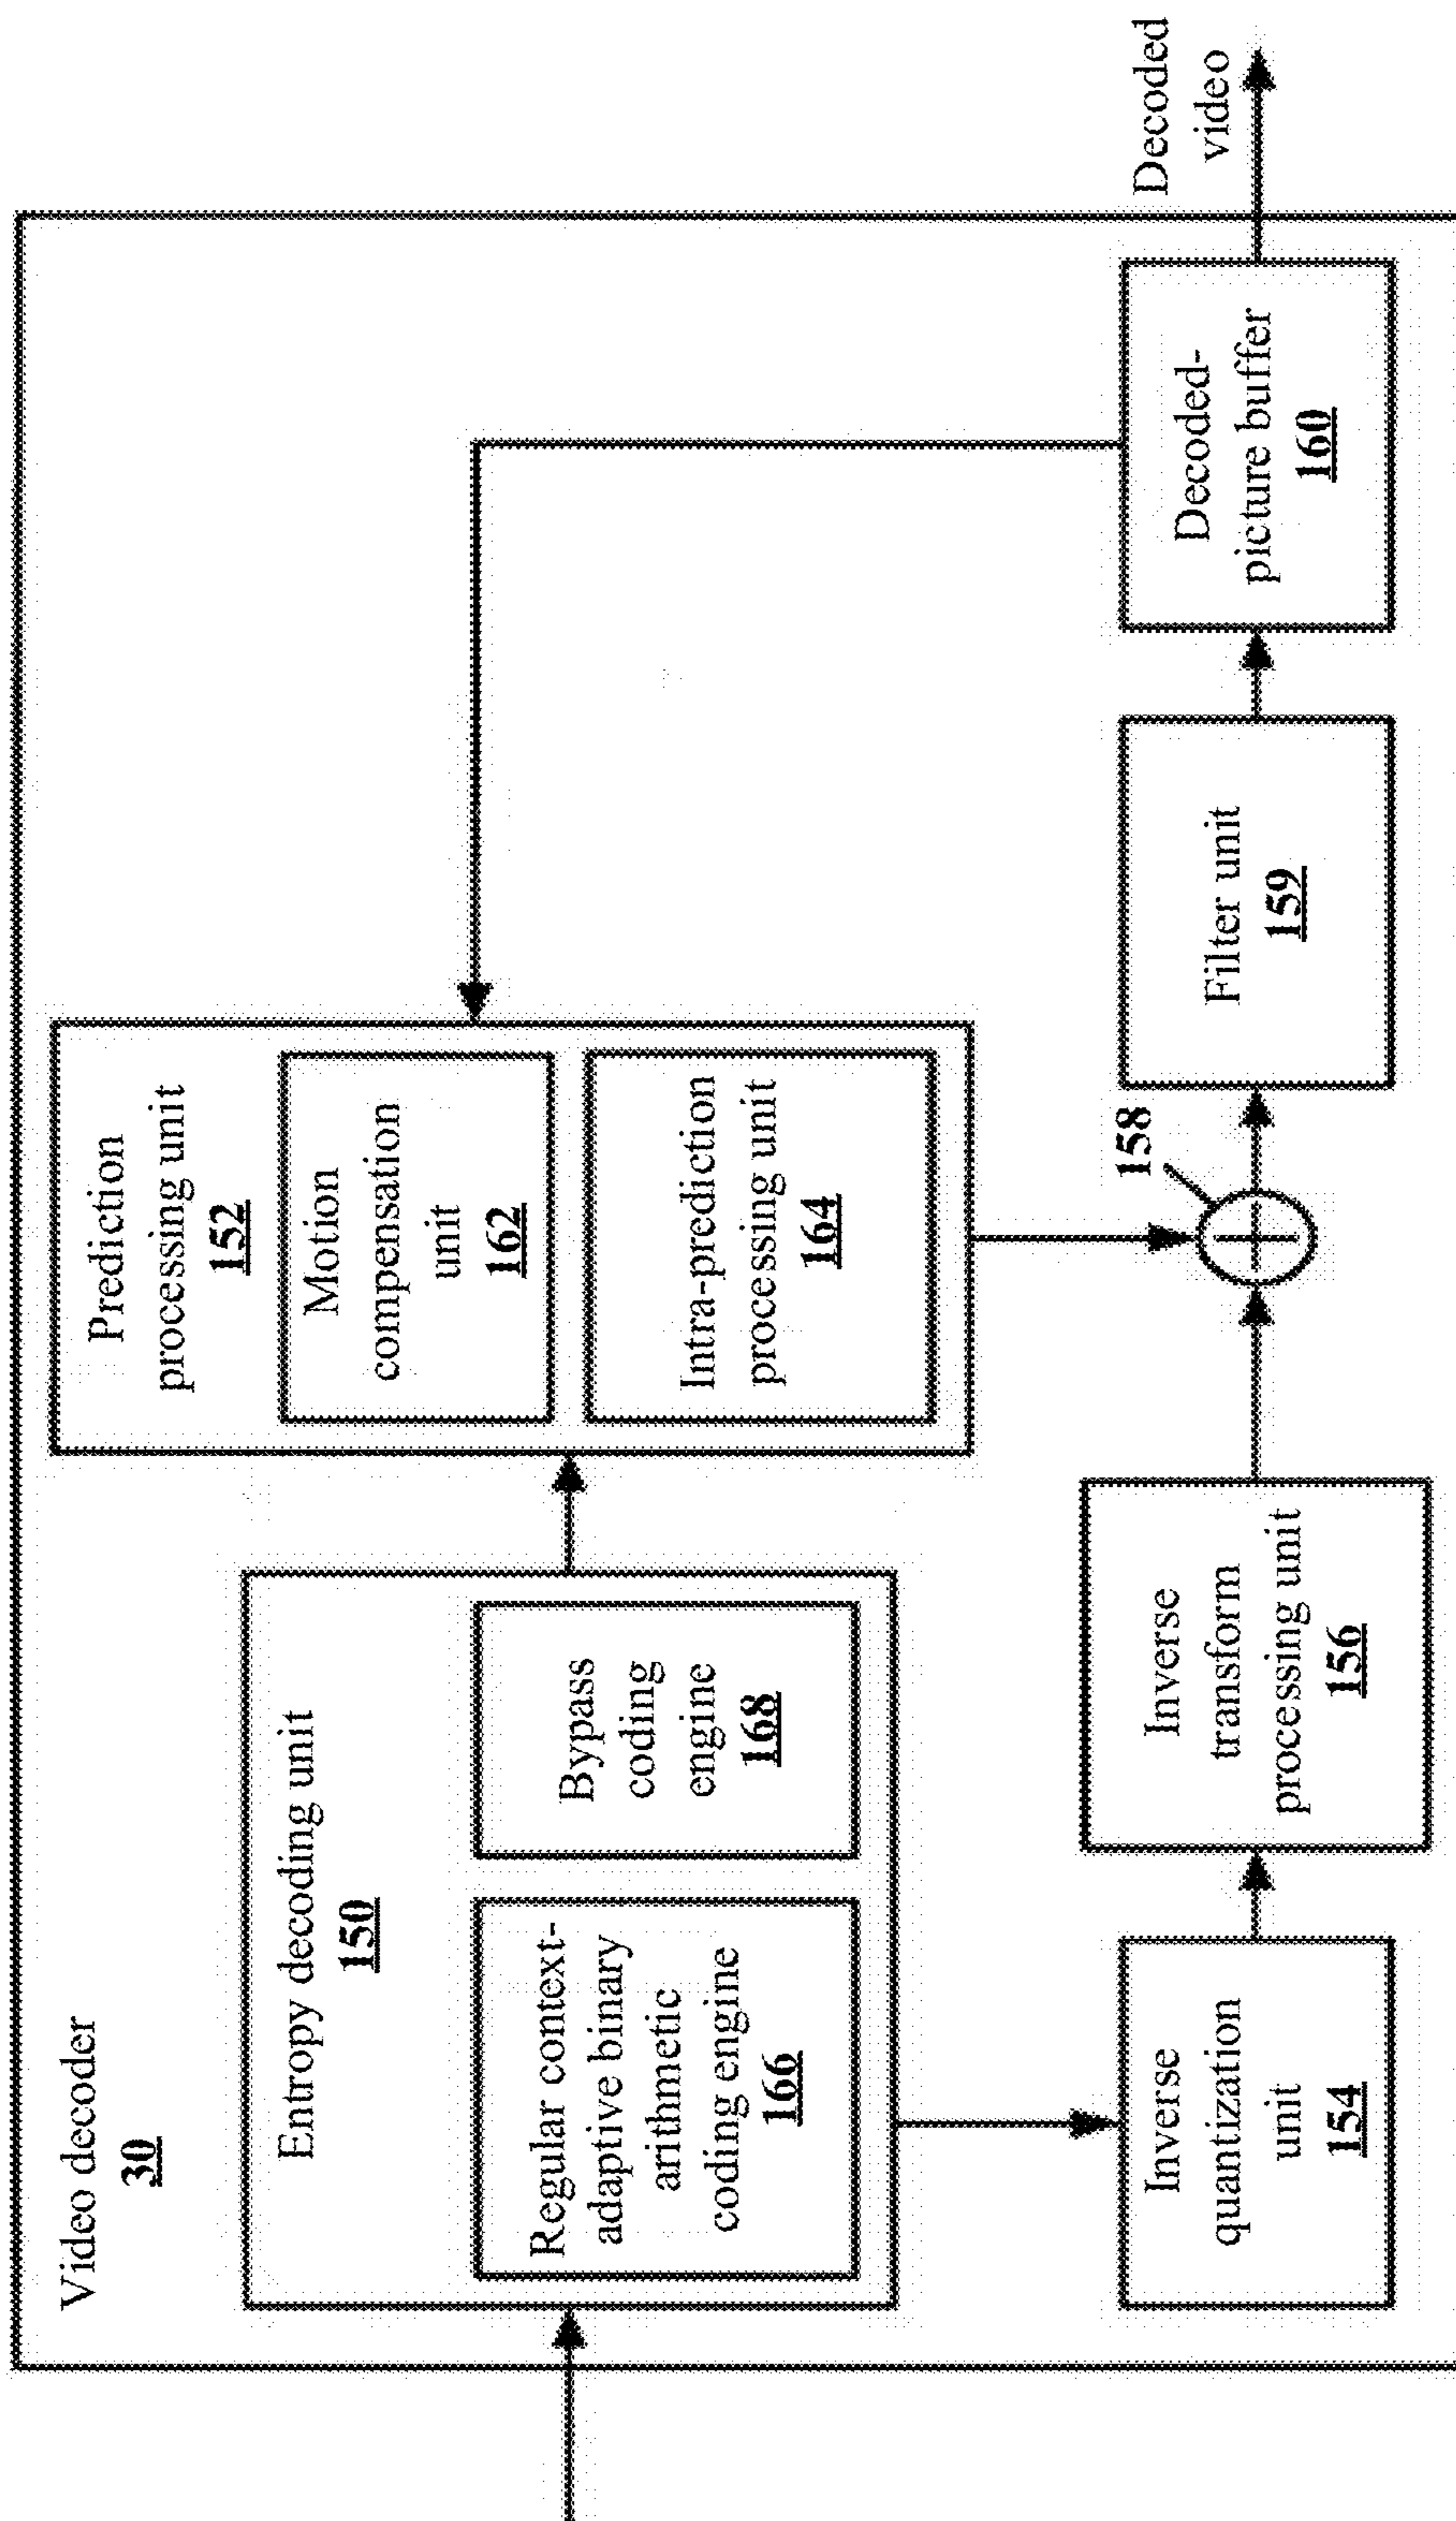 Video decoder
30
Entropy decoding unit
150
Regular context-
adaptive binary
arithmetic
coding engine
166
Bypass
coding
engine
168
Prediction
processing unit
152
Motion
compensation
unit
162
Intra-prediction
processing unit
164
Inverse
quantization
unit
154
Inverse
transform
processing unit
156
158
Filter unit
159
Decoded-
picture buffer
160
Decoded
video